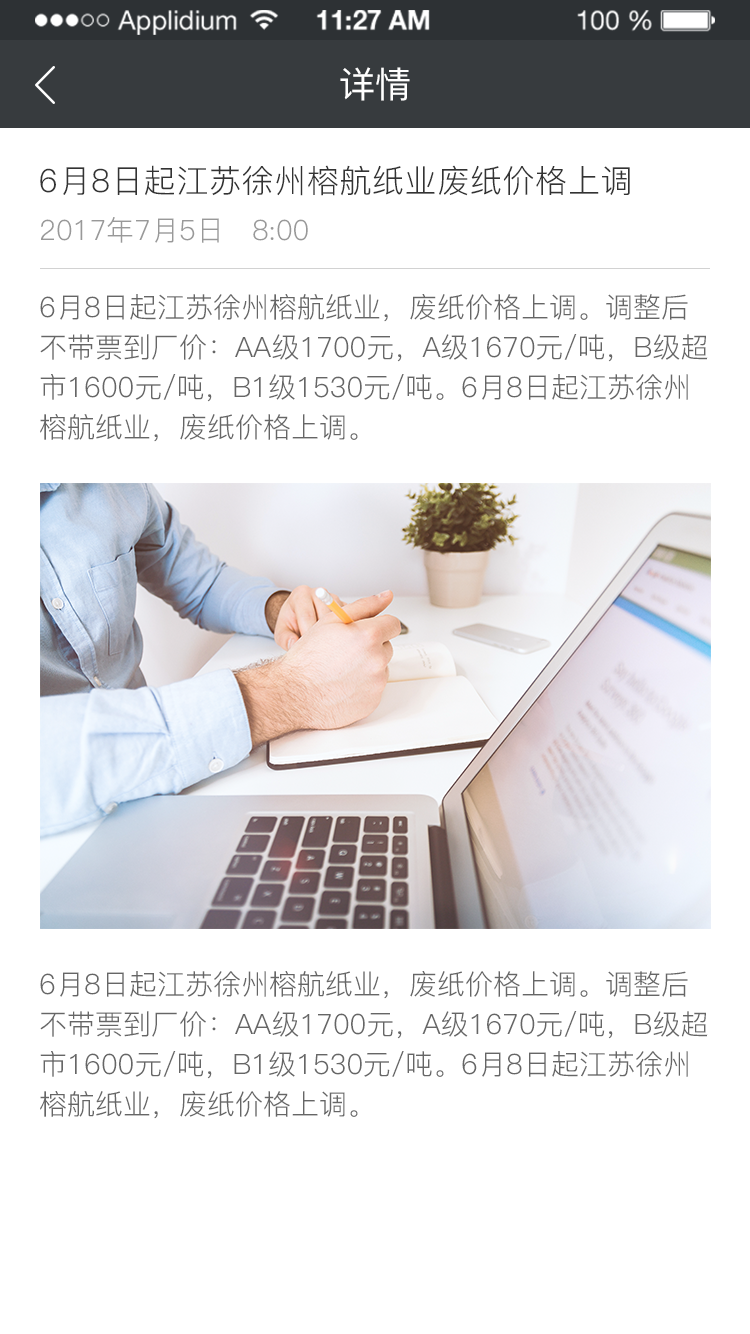 Applidium 11:27 AM 100 %
详情
6月8日起江苏徐州榕航纸业废纸价格上调
2017年7月5日 8:00
6月8日起江苏徐州榕航纸业，废纸价格上调。调整后
不带票到厂价：AA级1700元，A级1670元/吨，B级超
市1600元/吨，B1级1530元/吨。6月8日起江苏徐州
榕航纸业，废纸价格上调。
6月8日起江苏徐州榕航纸业，废纸价格上调。调整后
不带票到厂价：AA级1700元，A级1670元/吨，B级超
市1600元/吨，B1级1530元/吨。6月8日起江苏徐州
榕航纸业，废纸价格上调。